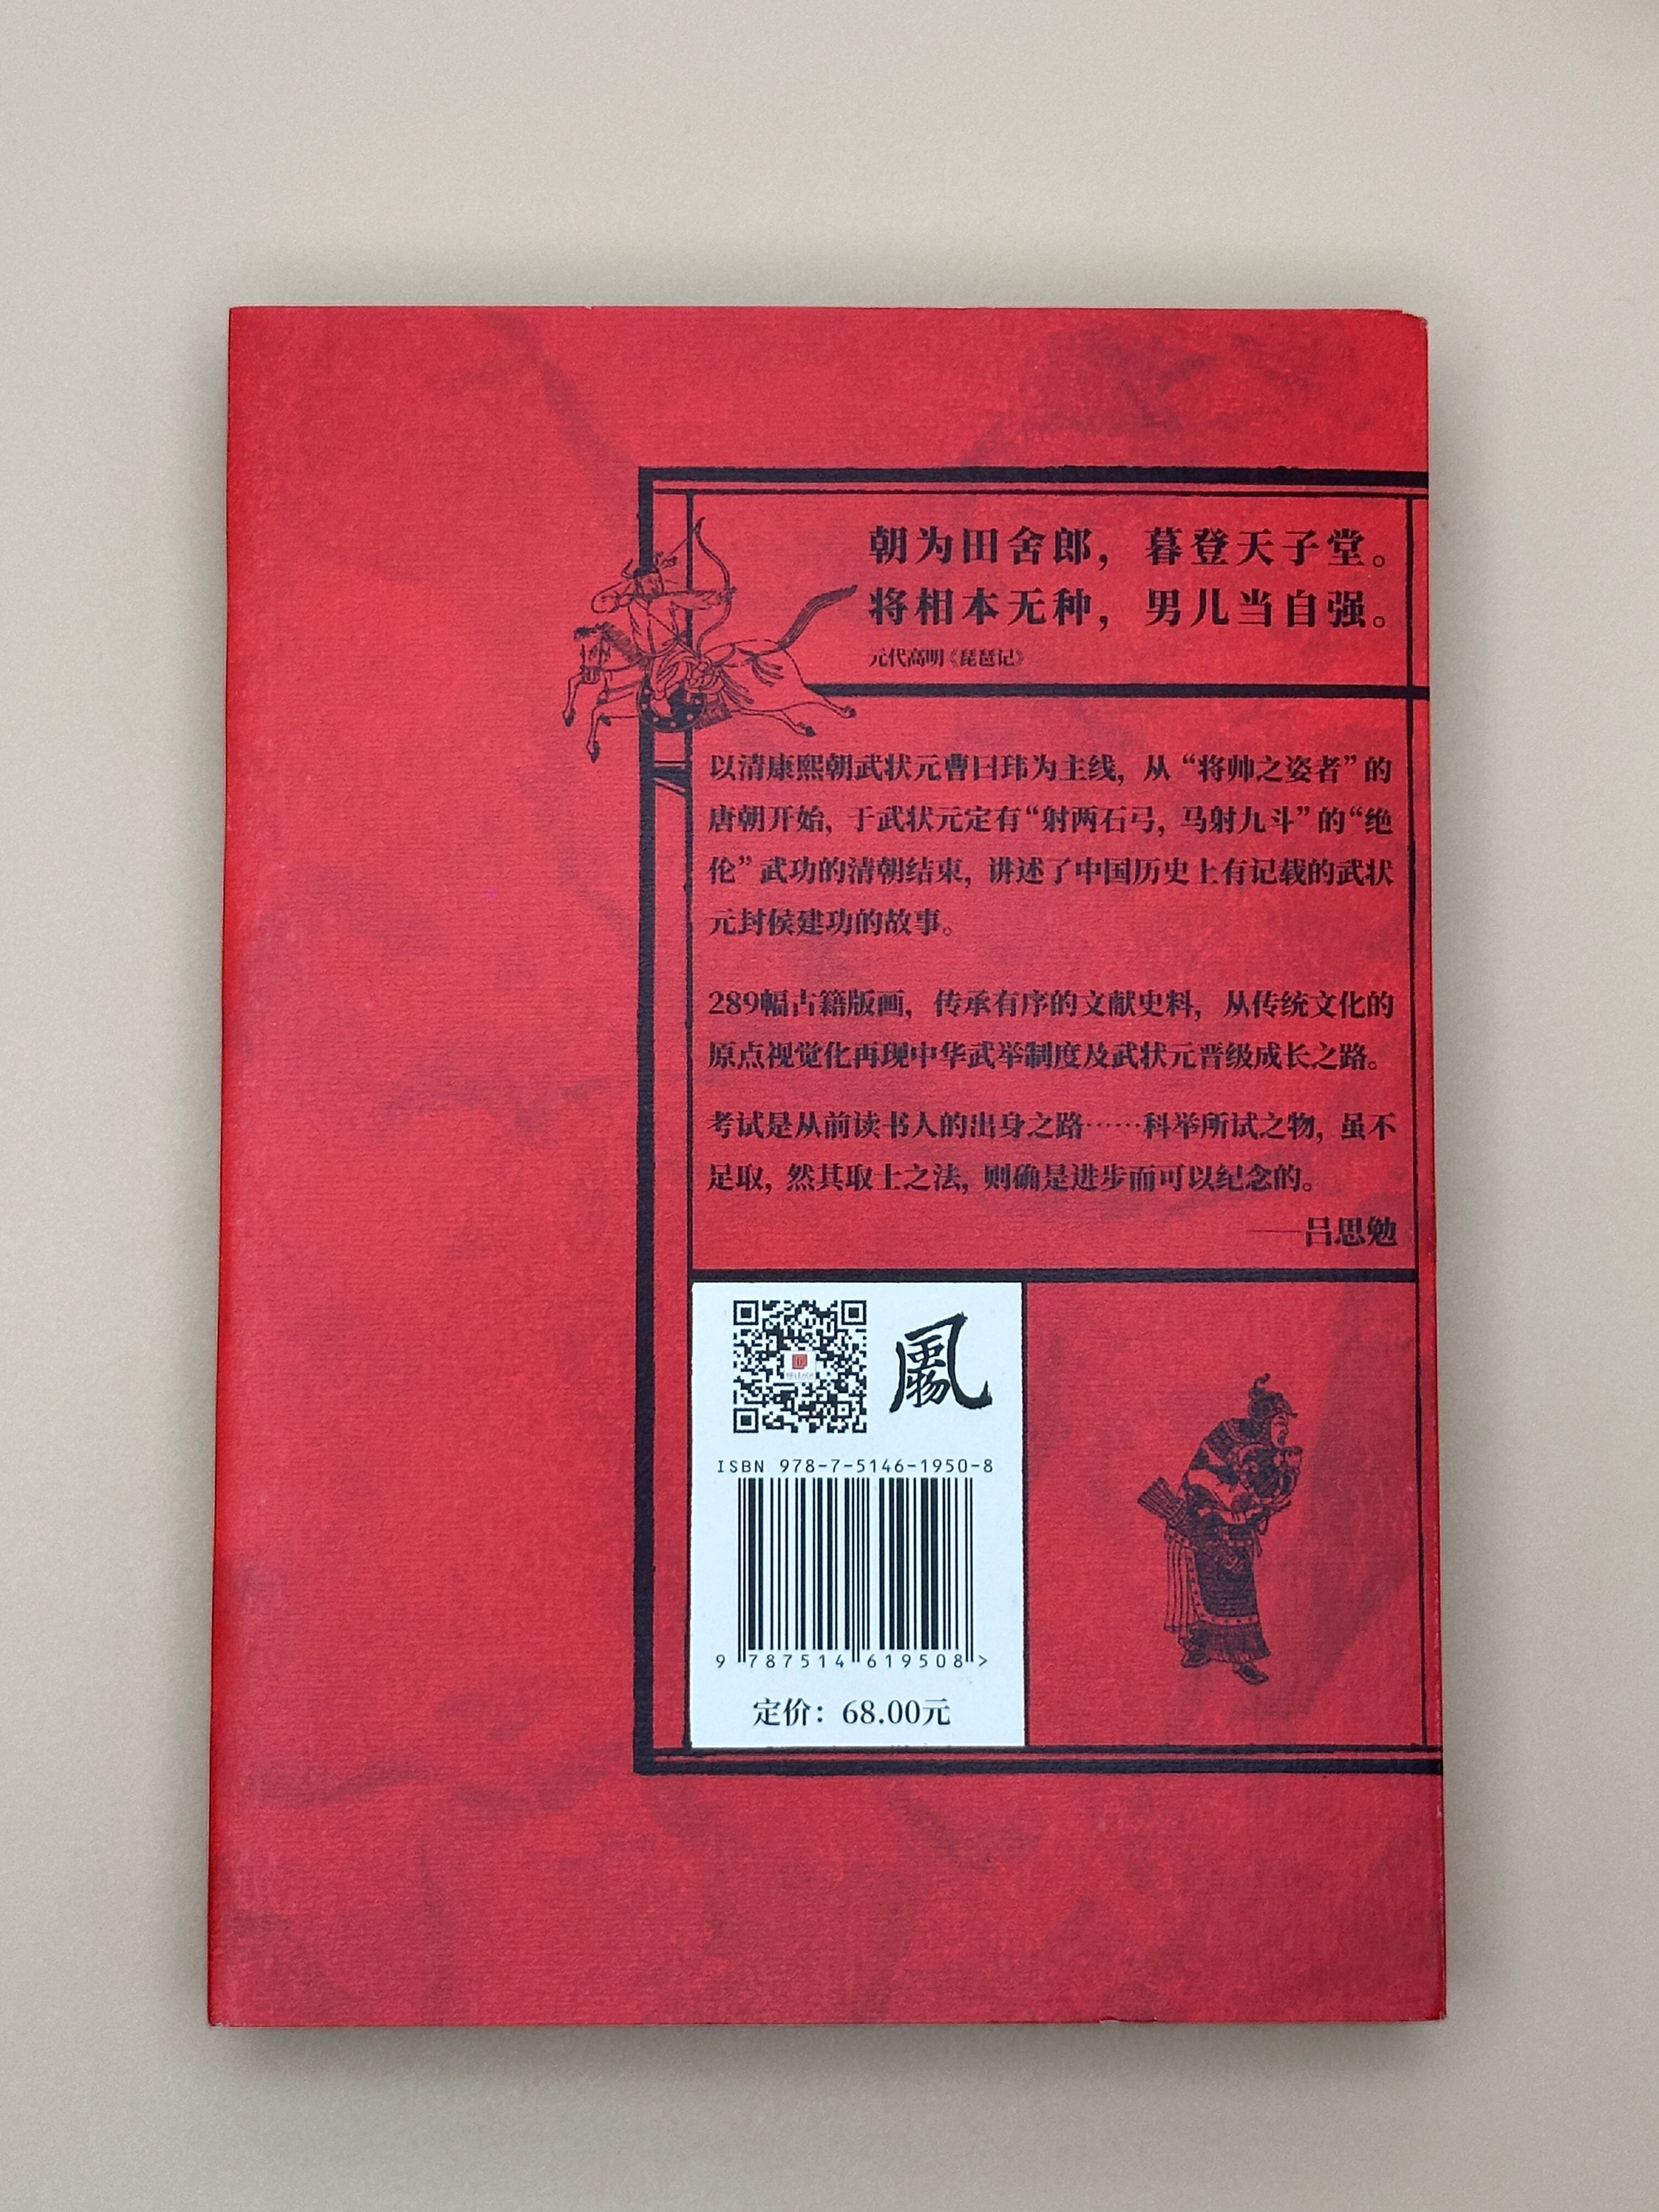 朝为田舍郎，暮登天子堂。
将相本无种，男儿当自强。
元代高明《琵琶记》
以清康熙朝武状元曹曰玮为主线，从“将帅之姿者”的
唐朝开始，于武状元定有“射两石弓，马射九斗”的“绝
伦”武功的清朝结束，讲述了中国历史上有记载的武状
元封侯建功的故事。
289幅古籍版画，传承有序的文献史料，从传统文化的
原点视觉化再现中华武举制度及武状元晋级成长之路。
考试是从前读书人的出身之路……科举所试之物，虽不
足取，然其取士之法，则确是进步而可以纪念的。
——吕思勉
ISBN 978-7-5146-1950-8
9 787514 619508 >
定价：68.00元